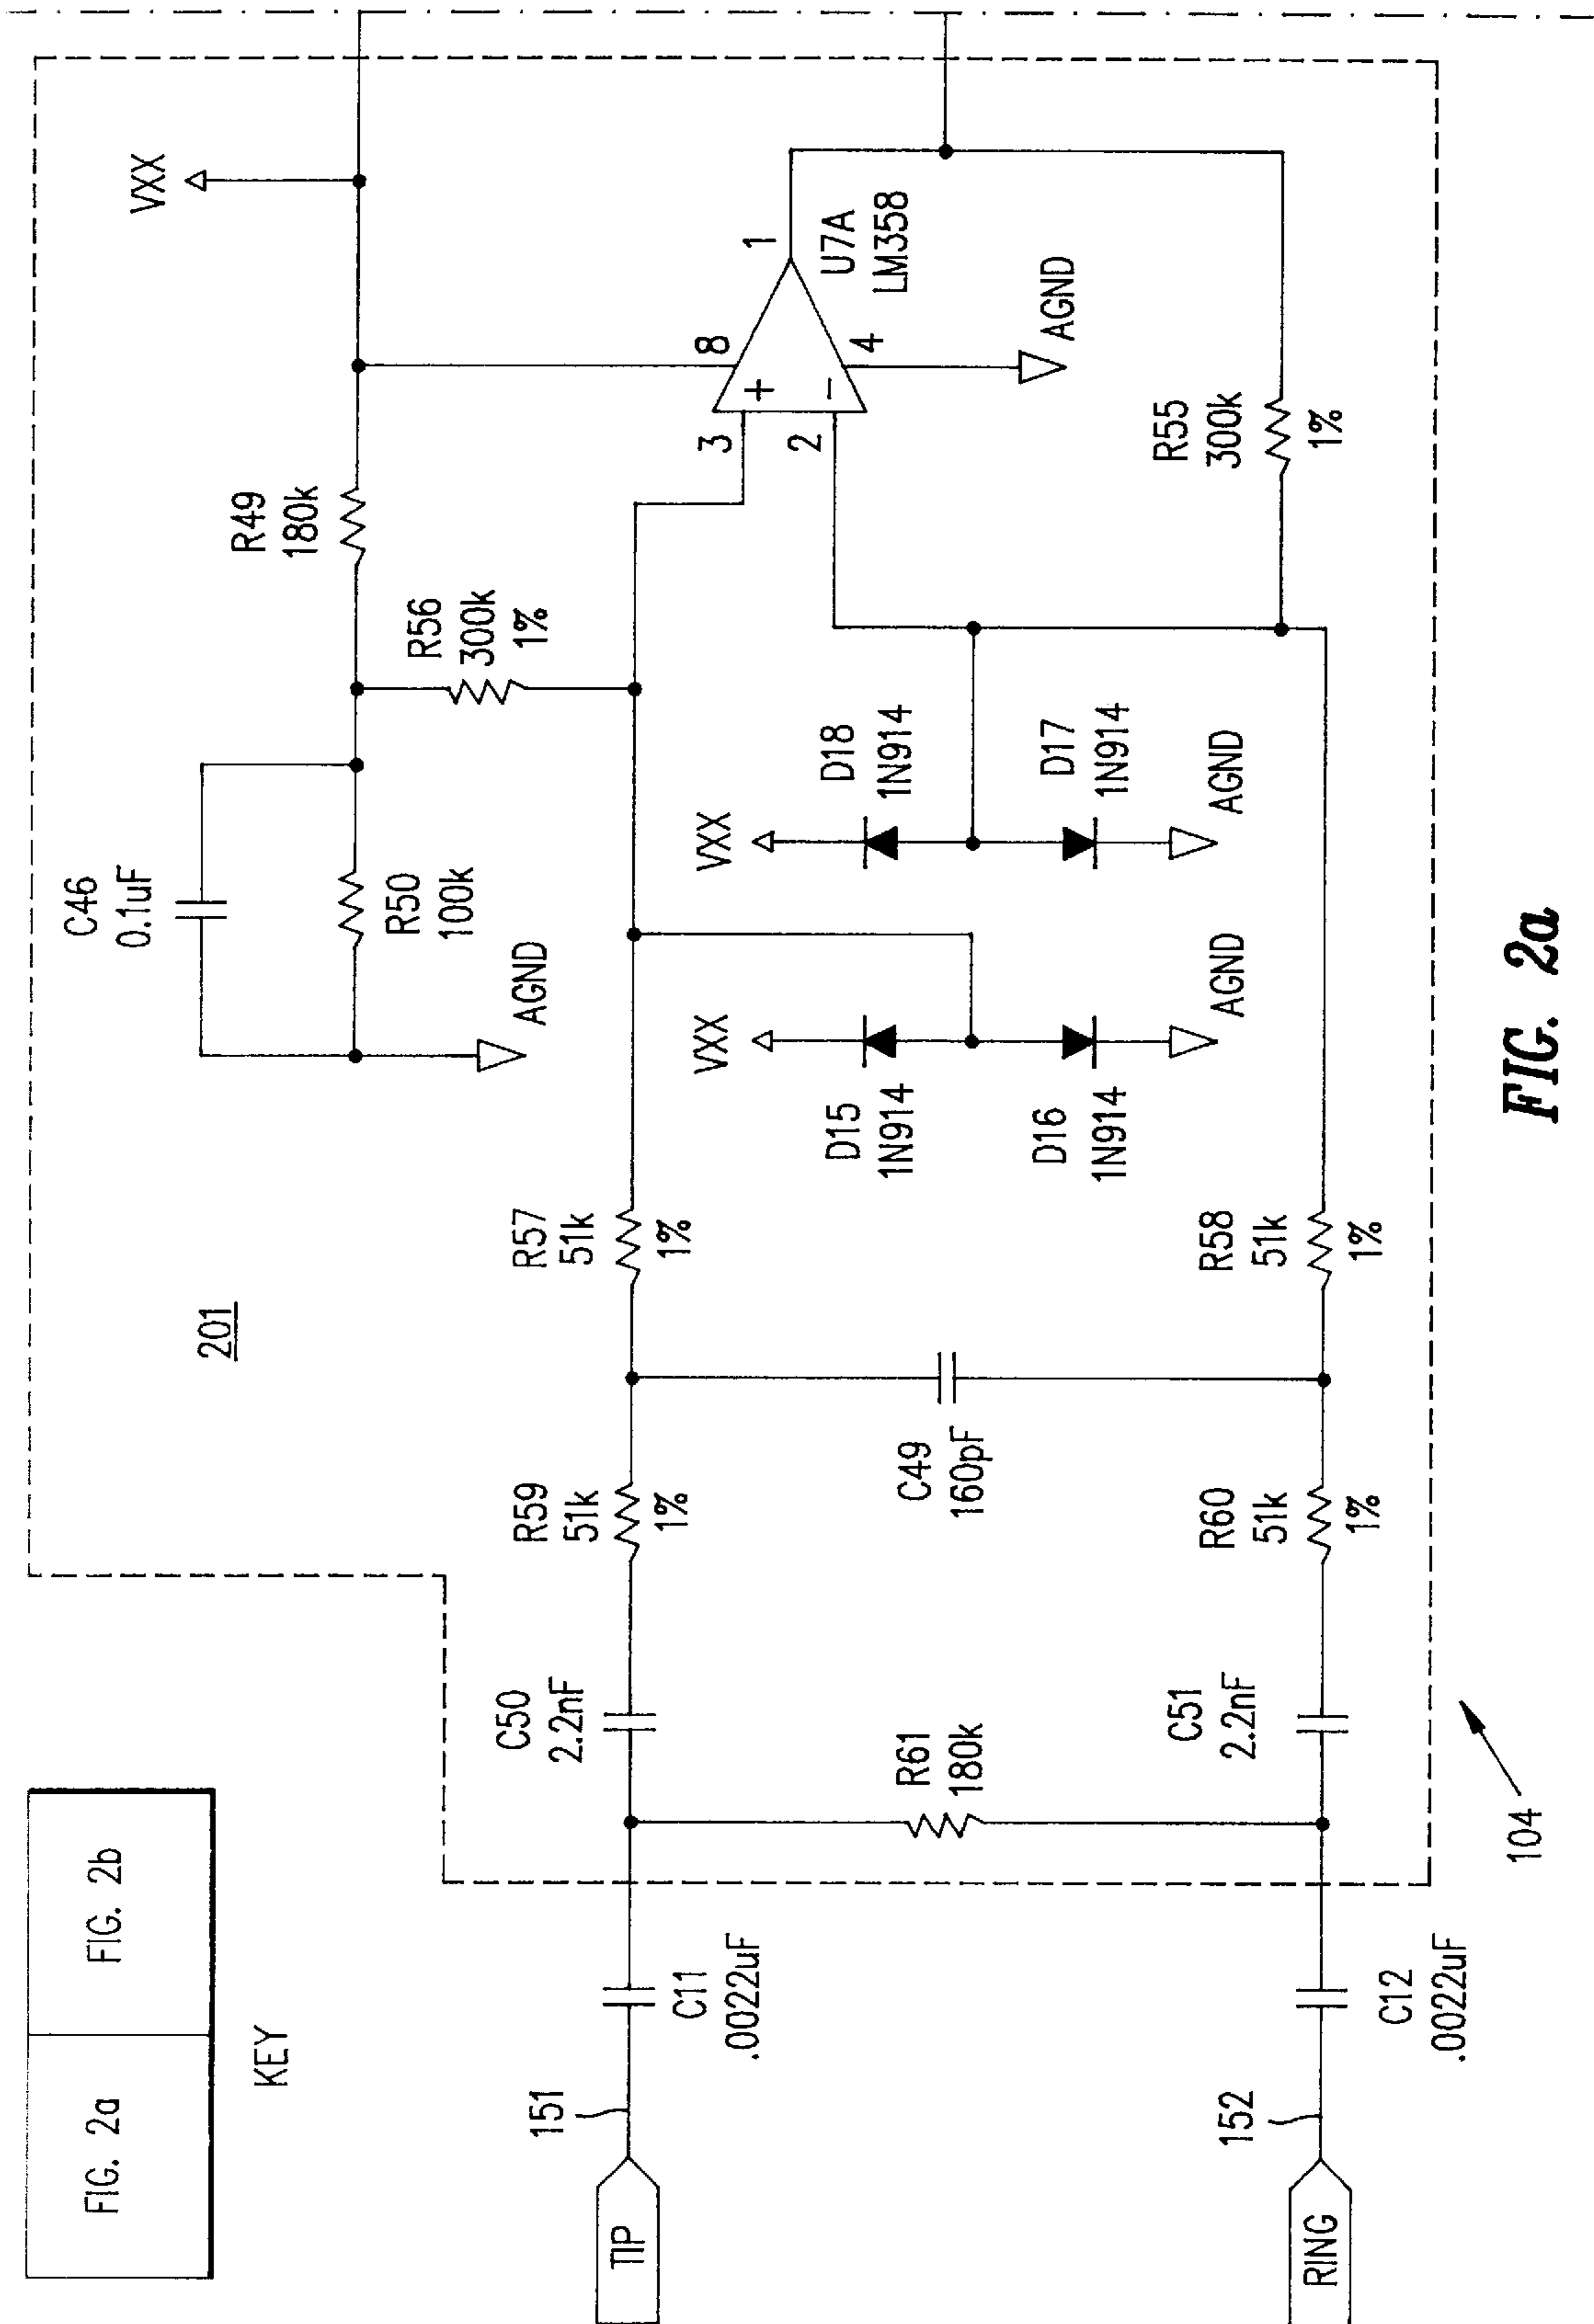 VXX
R49
180k
C46
0.1uF
R50
100k
AGND
R56
300k
1%
8
3
+
1
U7A
LM358
2
−
4
AGND
201
R57
51k
1%
R59
51k
1%
C50
2.2nF
VXX
D18
1N914
D17
1N914
AGND
VXX
D15
1N914
D16
1N914
AGND
R55
300k
1%
C49
160pF
R61
180k
R58
51k
1%
R60
51k
1%
C51
2.2nF
FIG. 2a
FIG. 2b
KEY
TIP
151
C11
.0022uF
RING
152
C12
.0022uF
104
FIG. 2a